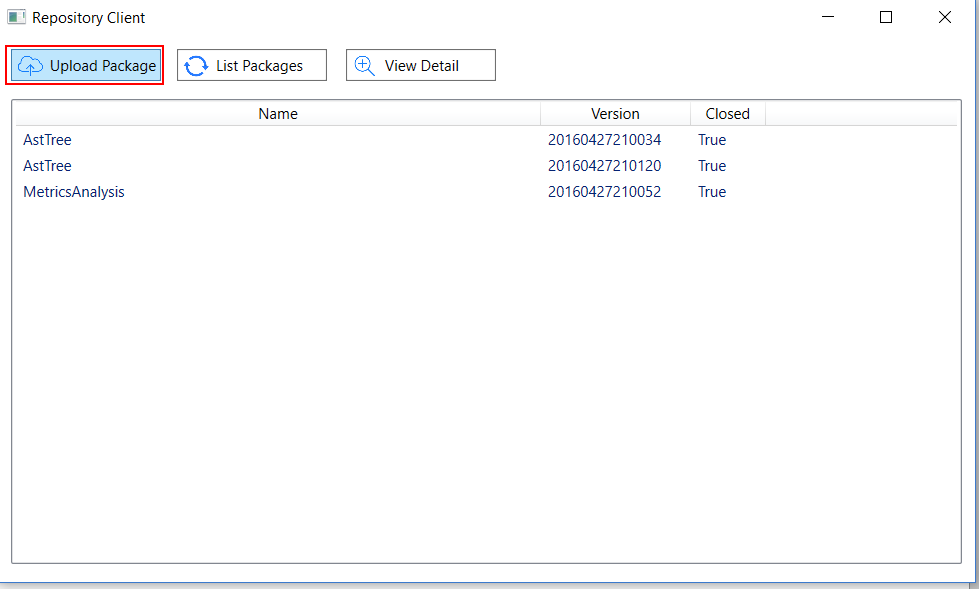 Repository Client
Upload Package List Packages View Detail
Name Version Closed
AstTree 20160427210034 True
AstTree 20160427210120 True
MetricsAnalysis 20160427210052 True